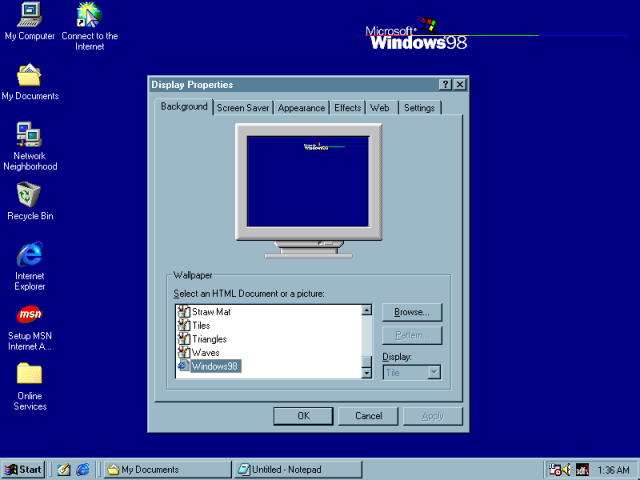 My Computer
Connect to the
Internet
Microsoft
Windows 98
My Documents
Network
Neighborhood
Recycle Bin
Internet
Explorer
msn
Setup MSN
Internet A...
Online
Services
Display Properties
Background
Screen Saver
Appearance
Effects
Web
Settings
Wallpaper
Select an HTML Document or a picture:
Straw Mat
Tiles
Triangles
Waves
Windows98
Browse...
Pattern...
Display:
Tile
OK
Cancel
Apply
Start
My Documents
Untitled - Notepad
1:36 AM